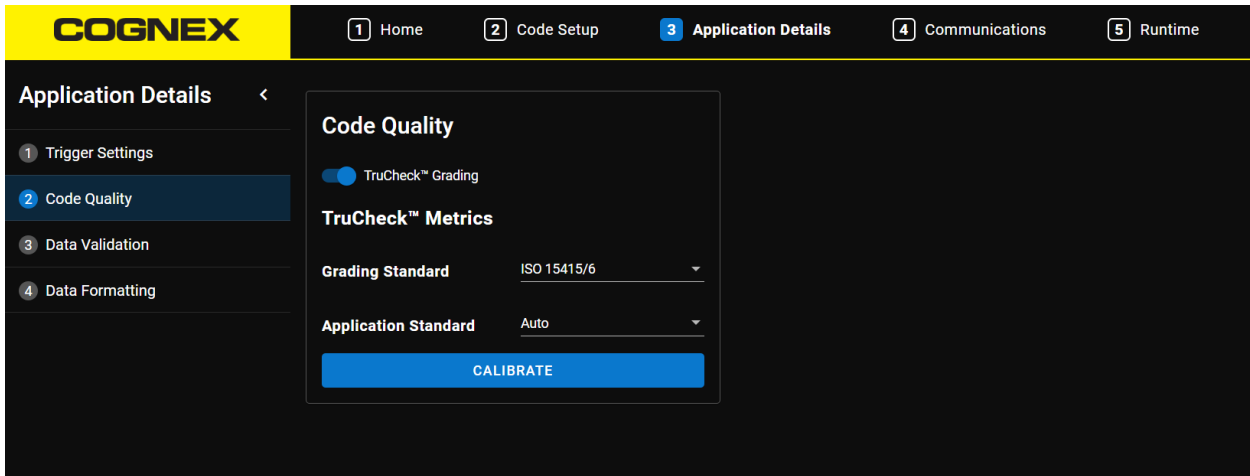 COGNEX
1 Home 2 Code Setup 3 Application Details 4 Communications 5 Runtime
Application Details
1 Trigger Settings
2 Code Quality
3 Data Validation
4 Data Formatting
Code Quality
TruCheck™ Grading
TruCheck™ Metrics
Grading Standard ISO 15415/6
Application Standard Auto
CALIBRATE